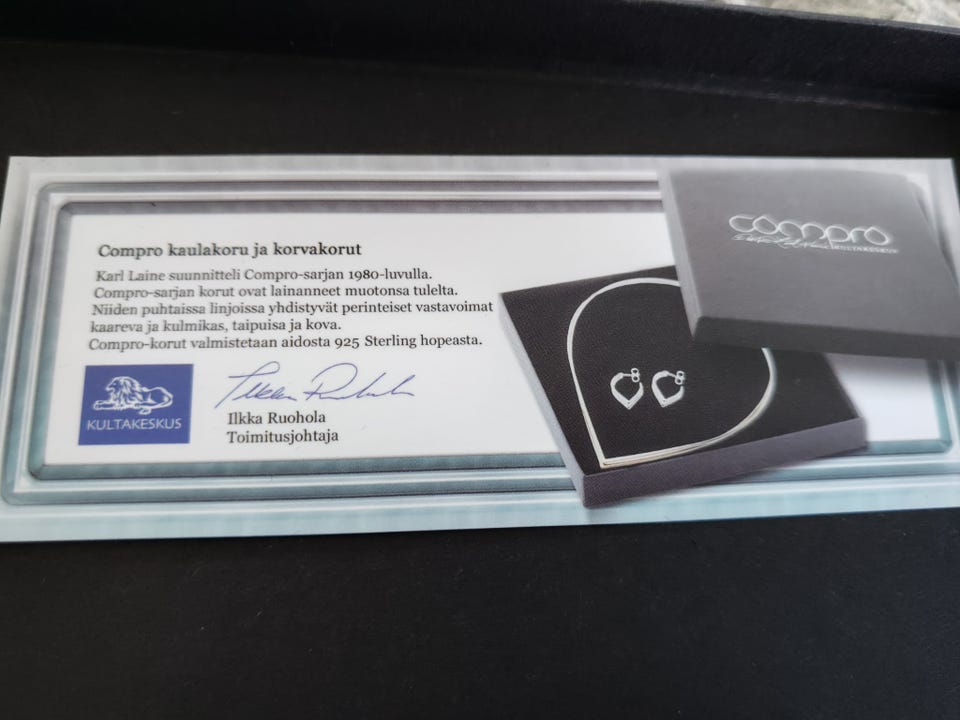 Compro kaulakoru ja korvakorut
Karl Laine suunnitteli Compro-sarjan 1980-luvulla.
Compro-sarjan korut ovat lainanneet muotonsa tulelta.
Niiden puhtaissa linjoissa yhdistyvät perinteiset vastavoimat
kaareva ja kulmikas, taipuisa ja kova.
Compro-korut valmistetaan aidosta 925 Sterling hopeasta.
KULTAKESKUS
Ilkka Ruohola
Ilkka Ruohola
Toimitusjohtaja
compro
KULTAKESKUS